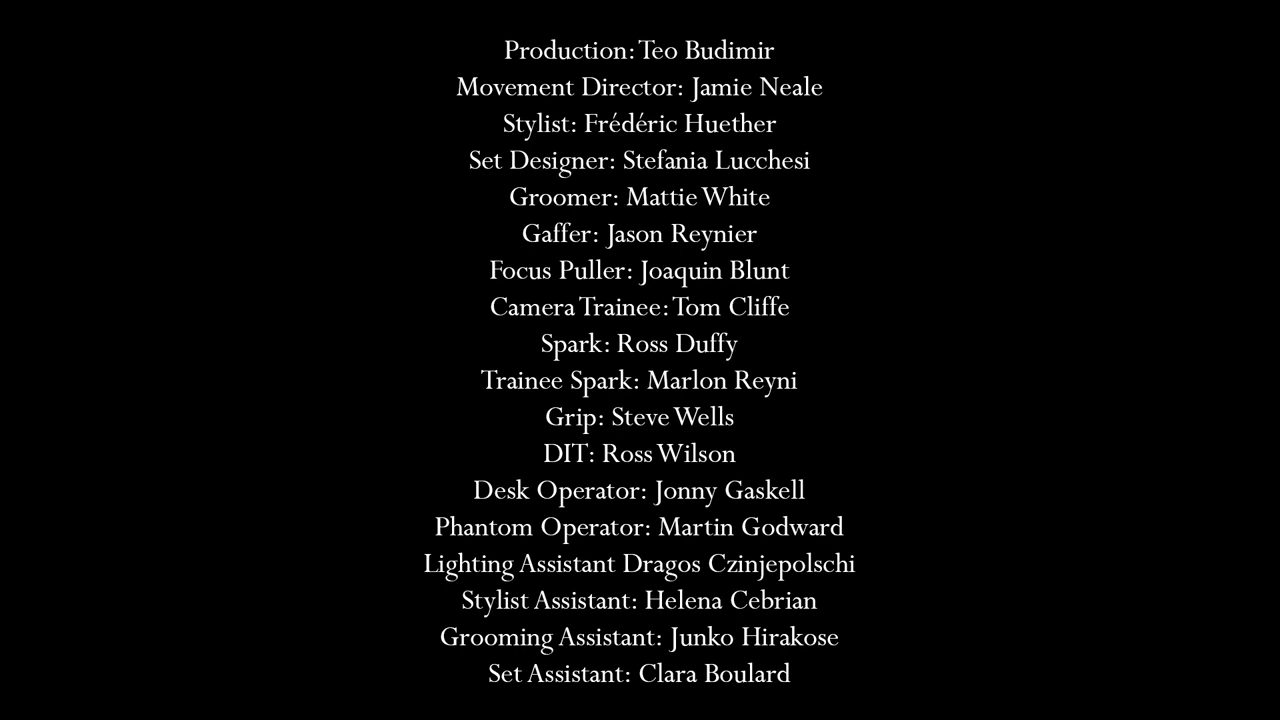 Production: Teo Budimir
Movement Director: Jamie Neale
Stylist: Frédéric Huether
Set Designer: Stefania Lucchesi
Groomer: Mattie White
Gaffer: Jason Reynier
Focus Puller: Joaquin Blunt
Camera Trainee: Tom Cliffe
Spark: Ross Duffy
Trainee Spark: Marlon Reyni
Grip: Steve Wells
DIT: Ross Wilson
Desk Operator: Jonny Gaskell
Phantom Operator: Martin Godward
Lighting Assistant Dragos Czinjepolschi
Stylist Assistant: Helena Cebrian
Grooming Assistant: Junko Hirakose
Set Assistant: Clara Boulard